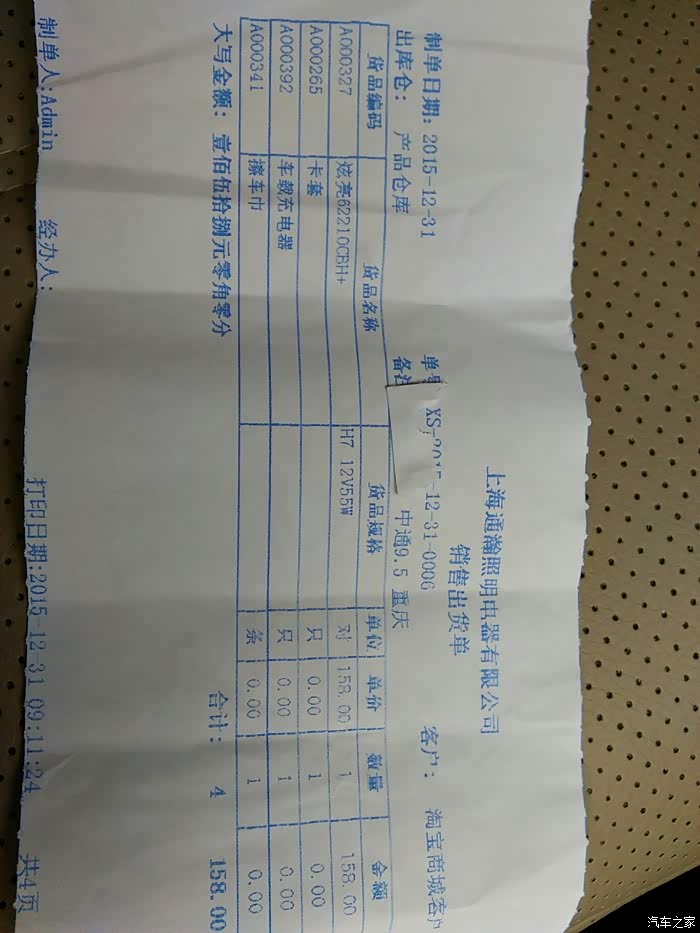 上海通瀚照明电器有限公司
销售出货单
制单日期: 2015-12-31 单 XS-2015-12-31-0006 客户: 淘宝商城客户
出库仓: 产品仓库 备注 中通9.5 重庆
货品编码 货品名称 货品规格 单位 单价 数量 金额
A000327 炫亮62210CBH+ H7 12V55W 对 158.00 1 158.00
A000265 卡套 只 0.00 1 0.00
A000392 车载充电器 只 0.00 1 0.00
A000341 擦车巾 条 0.00 1 0.00
大写金额: 壹佰伍拾捌元零角零分 合计: 4 158.00
制单人:Admin 经办人: 打印日期:2015-12-31 09:11:24 共4页
汽车之家